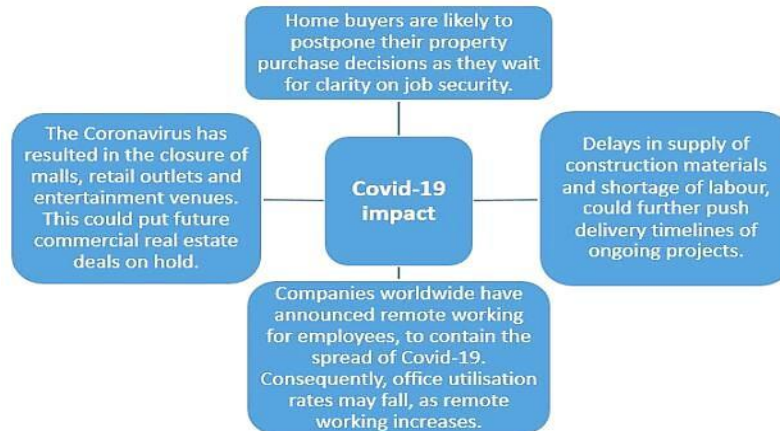 Home buyers are likely to
postpone their property
purchase decisions as they wait
for clarity on job security.
The Coronavirus has
resulted in the closure of
malls, retail outlets and
entertainment venues.
This could put future
commercial real estate
deals on hold.
Covid-19
impact
Delays in supply of
construction materials
and shortage of labour,
could further push
delivery timelines of
ongoing projects.
Companies worldwide have
announced remote working
for employees, to contain the
spread of Covid-19.
Consequently, office utilisation
rates may fall, as remote
working increases.